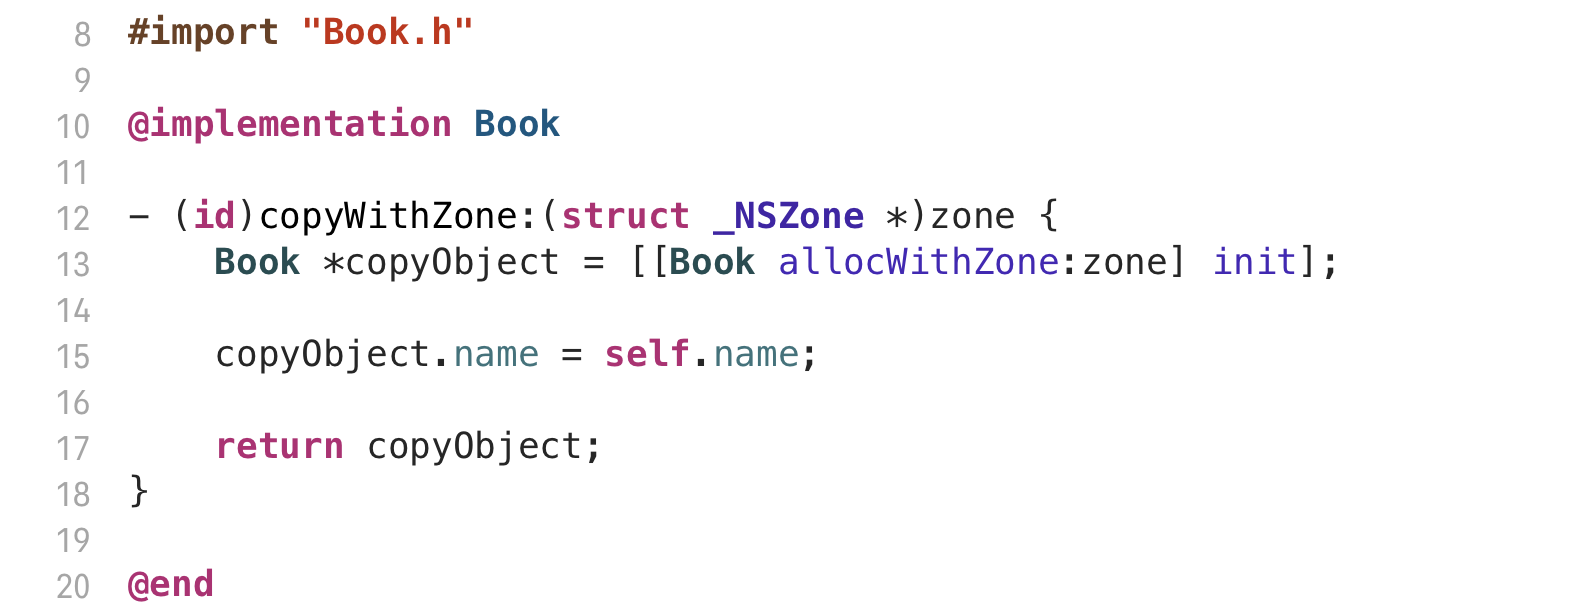 8 #import "Book.h"
9
10 @implementation Book
11
12 - (id)copyWithZone:(struct _NSZone *)zone {
13     Book *copyObject = [[Book allocWithZone:zone] init];
14
15     copyObject.name = self.name;
16
17     return copyObject;
18 }
19
20 @end